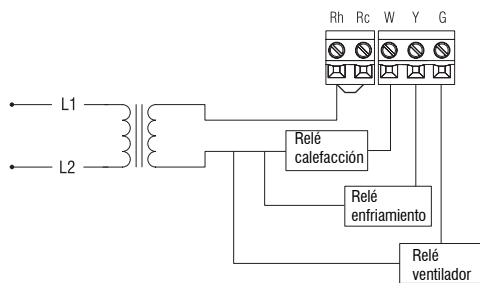 Rh Rc W Y G
L1
L2
Relé
calefacción
Relé
enfriamiento
Relé
ventilador